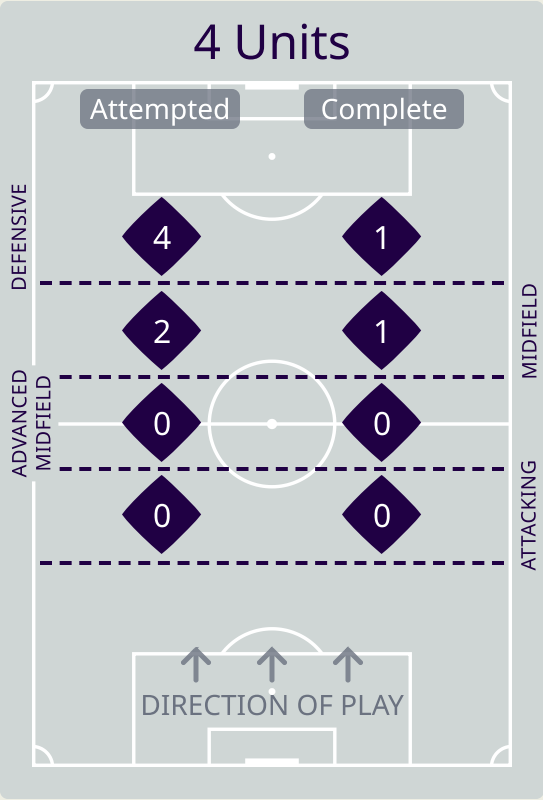 4 Units
Attempted Complete
DEFENSIVE
4 1
MIDFIELD
2 1
ADVANCED
MIDFIELD
0 0
ATTACKING
0 0
DIRECTION OF PLAY